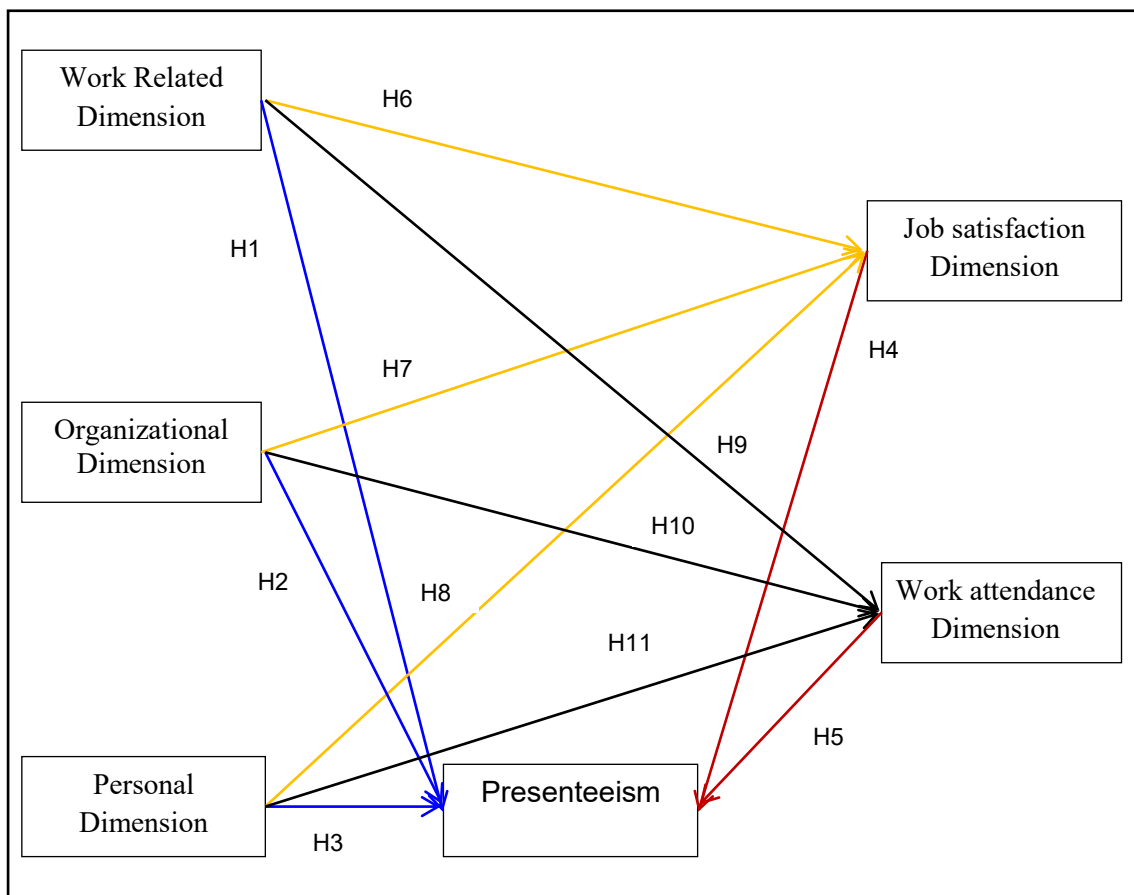 Work Related
Dimension
H6
Job satisfaction
Dimension
H1
H4
H7
Organizational
Dimension
H9
H10
H2
H8
Work attendance
Dimension
H11
H5
Personal
Dimension
Presenteeism
H3